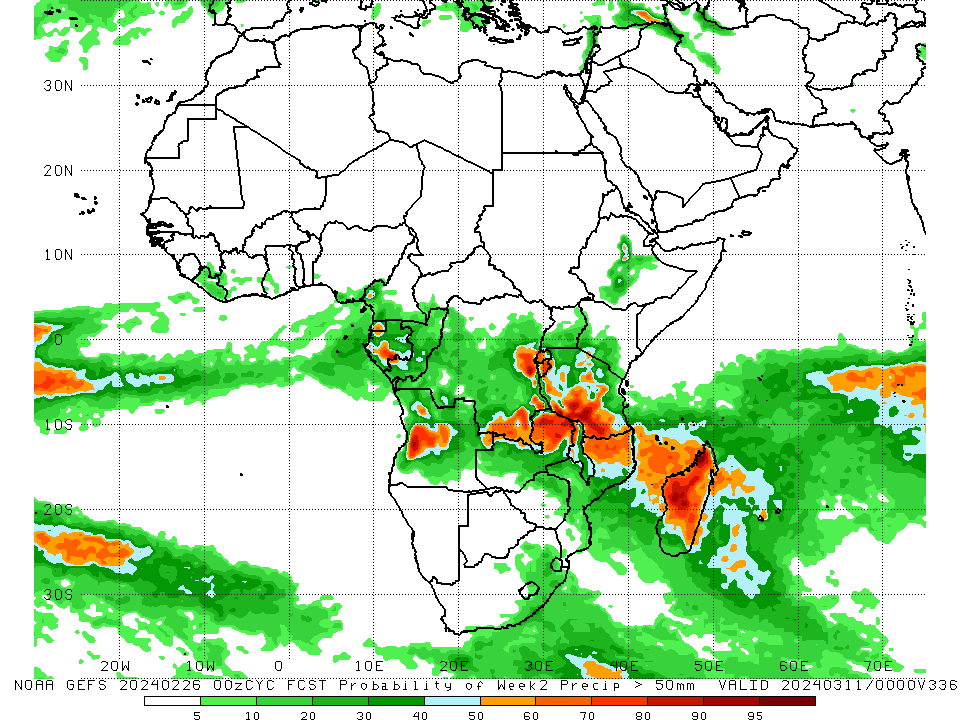 30N
20N
10N
0
10S
20S
30S
20W 10W 0 10E 20E 30E 40E 50E 60E 70E
NOAA GEFS 20240226 00zCYC FCST Probability of Week2 Precip > 50mm VALID 20240311/0000V336
5 10 20 30 40 50 60 70 80 90 95